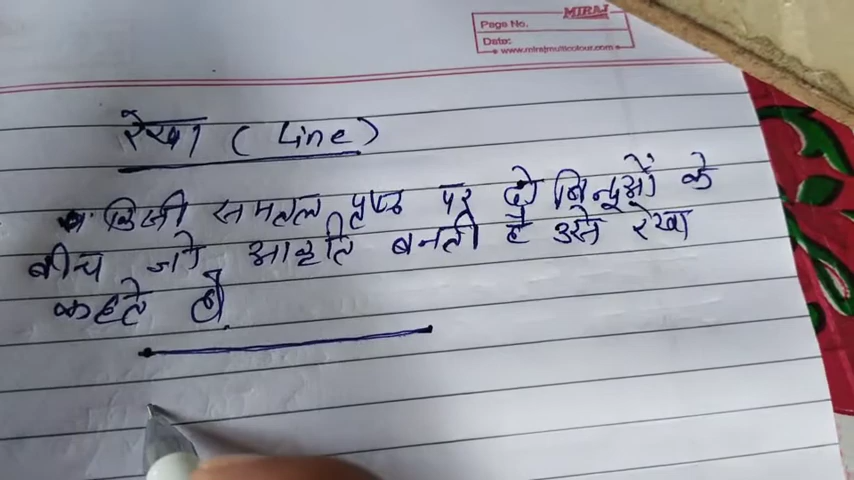 MIRAJ
Page No.
Date:
www.mirajmulticolour.com
रेखा ( Line )
किसी समतल पृष्ठ पर दो बिन्दुओं के
बीच जो आकृति बनती है उसे रेखा
कहते है.